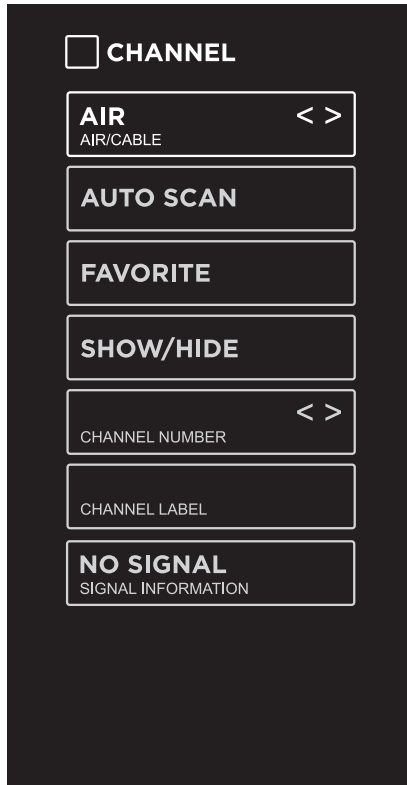 CHANNEL
AIR < >
AIR/CABLE
AUTO SCAN
FAVORITE
SHOW/HIDE
< >
CHANNEL NUMBER
CHANNEL LABEL
NO SIGNAL
SIGNAL INFORMATION